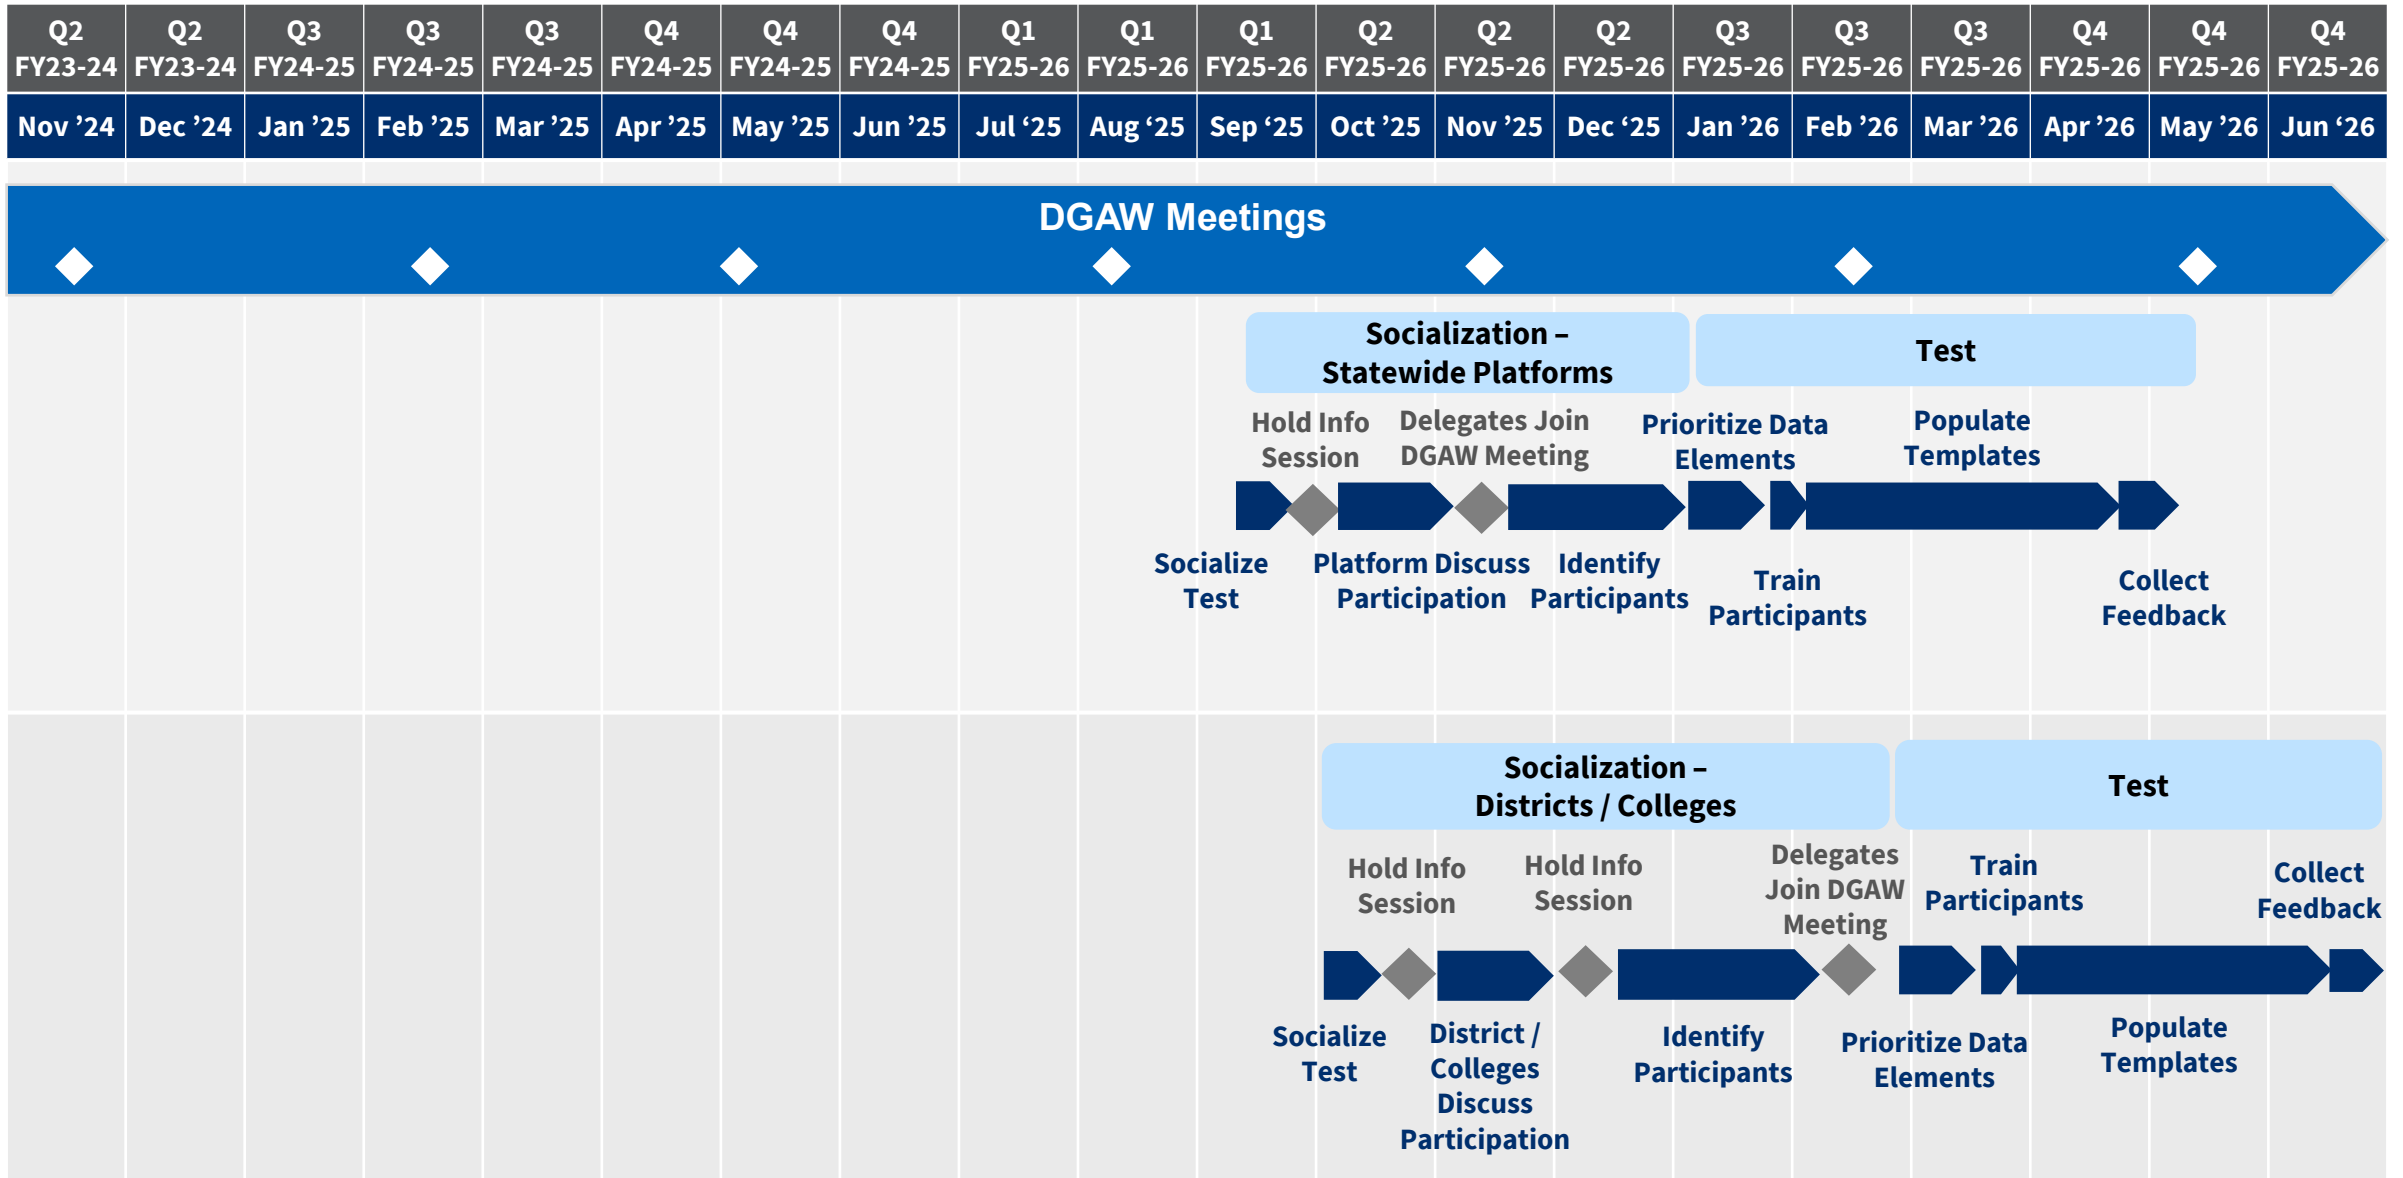 Q2 Q2 Q3 Q3 Q3 Q4 Q4 Q4 Q1 Q1 Q1 Q2 Q2 Q2 Q3 Q3 Q3 Q4 Q4 Q4
FY23-24 FY23-24 FY24-25 FY24-25 FY24-25 FY24-25 FY24-25 FY24-25 FY25-26 FY25-26 FY25-26 FY25-26 FY25-26 FY25-26 FY25-26 FY25-26 FY25-26 FY25-26 FY25-26 FY25-26
Nov ’24 Dec ’24 Jan ’25 Feb ’25 Mar ’25 Apr ’25 May ’25 Jun ‘25 Jul ‘25 Aug ‘25 Sep ‘25 Oct ’25 Nov ’25 Dec ‘25 Jan ’26 Feb ’26 Mar ’26 Apr ’26 May ’26 Jun ‘26
DGAW Meetings
Socialization –
Statewide Platforms
Test
Hold Info
Session
Delegates Join
DGAW Meeting
Prioritize Data
Elements
Populate
Templates
Socialize
Test
Platform Discuss
Participation
Identify
Participants
Train
Participants
Collect
Feedback
Socialization –
Districts / Colleges
Test
Hold Info
Session
Hold Info
Session
Delegates
Join DGAW
Meeting
Train
Participants
Collect
Feedback
Socialize
Test
District /
Colleges
Discuss
Participation
Identify
Participants
Prioritize Data
Elements
Populate
Templates